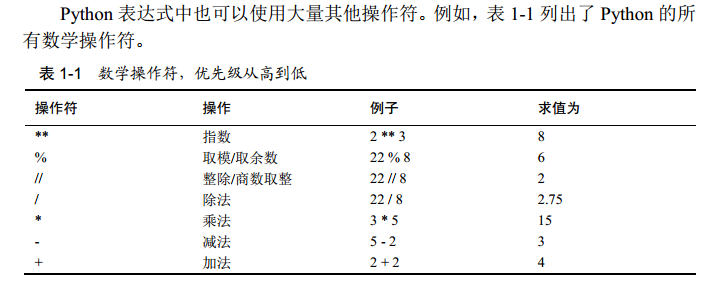 Python 表达式中也可以使用大量其他操作符。例如，表 1-1 列出了 Python 的所
有数学操作符。
表 1-1 数学操作符，优先级从高到低
操作符 操作 例子 求值为
** 指数 2 ** 3 8
% 取模/取余数 22 % 8 6
// 整除/商数取整 22 // 8 2
/ 除法 22 / 8 2.75
* 乘法 3 * 5 15
- 减法 5 - 2 3
+ 加法 2 + 2 4